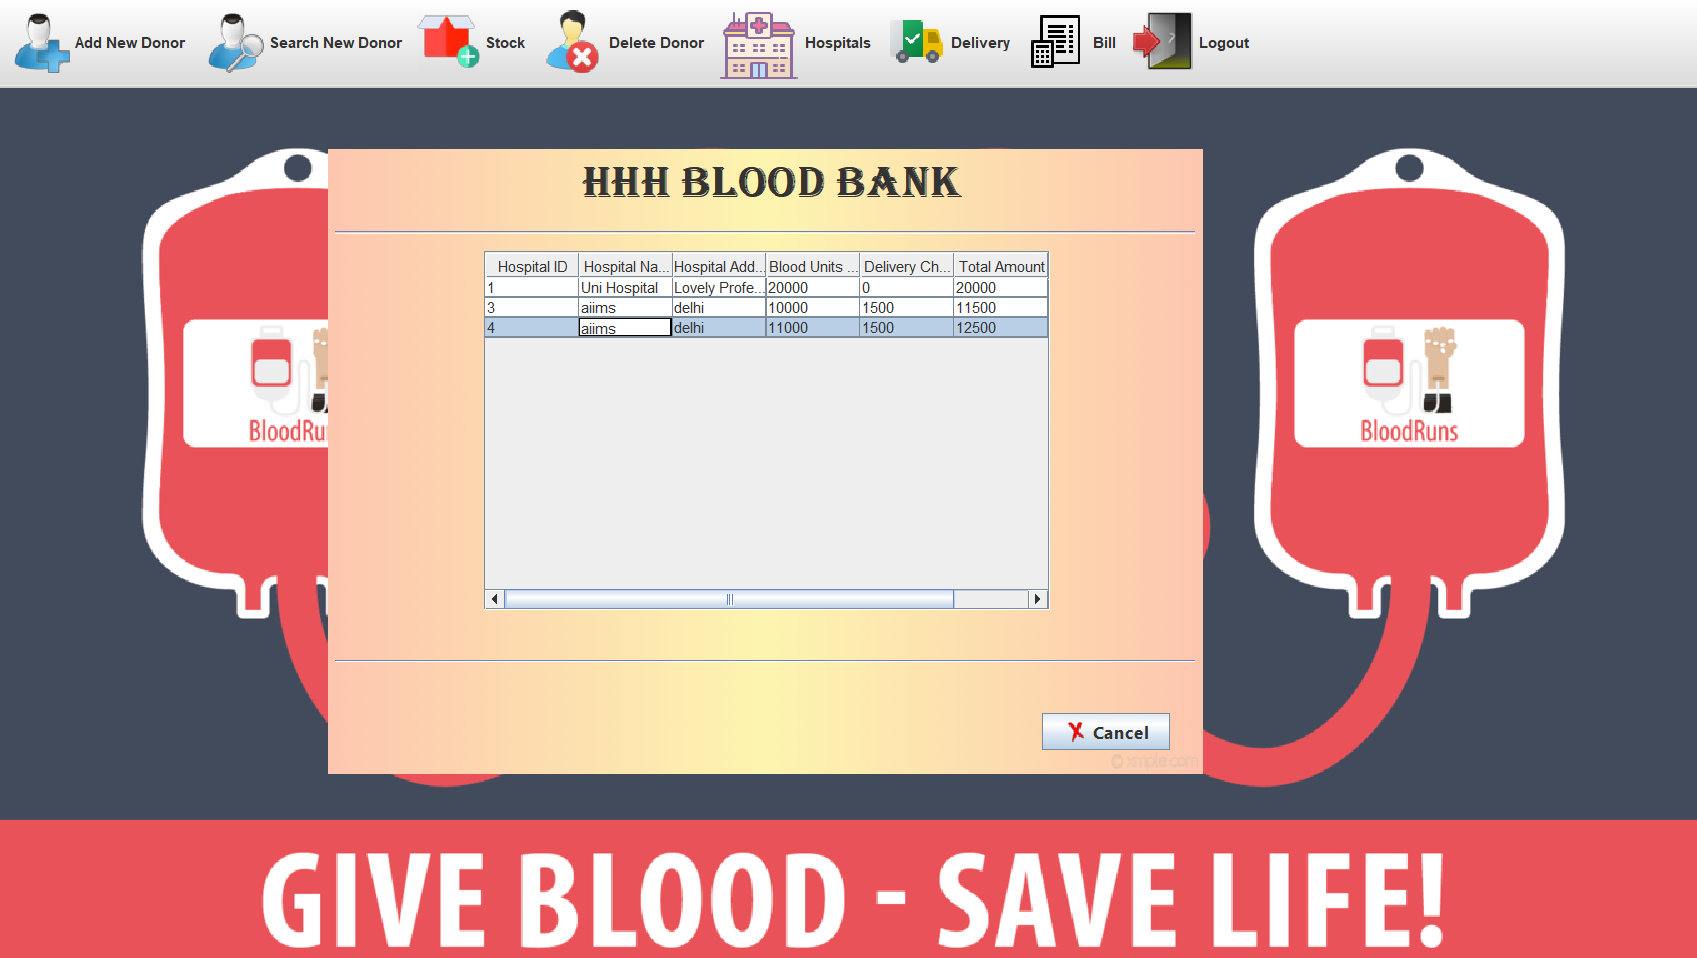 Add New Donor Search New Donor Stock Delete Donor Hospitals Delivery Bill Logout
HHH BLOOD BANK
Hospital ID Hospital Na... Hospital Add... Blood Units ... Delivery Ch... Total Amount
1 Uni Hospital Lovely Profe... 20000 0 20000
3 aiims delhi 10000 1500 11500
4 aiims delhi 11000 1500 12500
BloodRu
BloodRuns
Cancel
© xmple.com
GIVE BLOOD - SAVE LIFE!